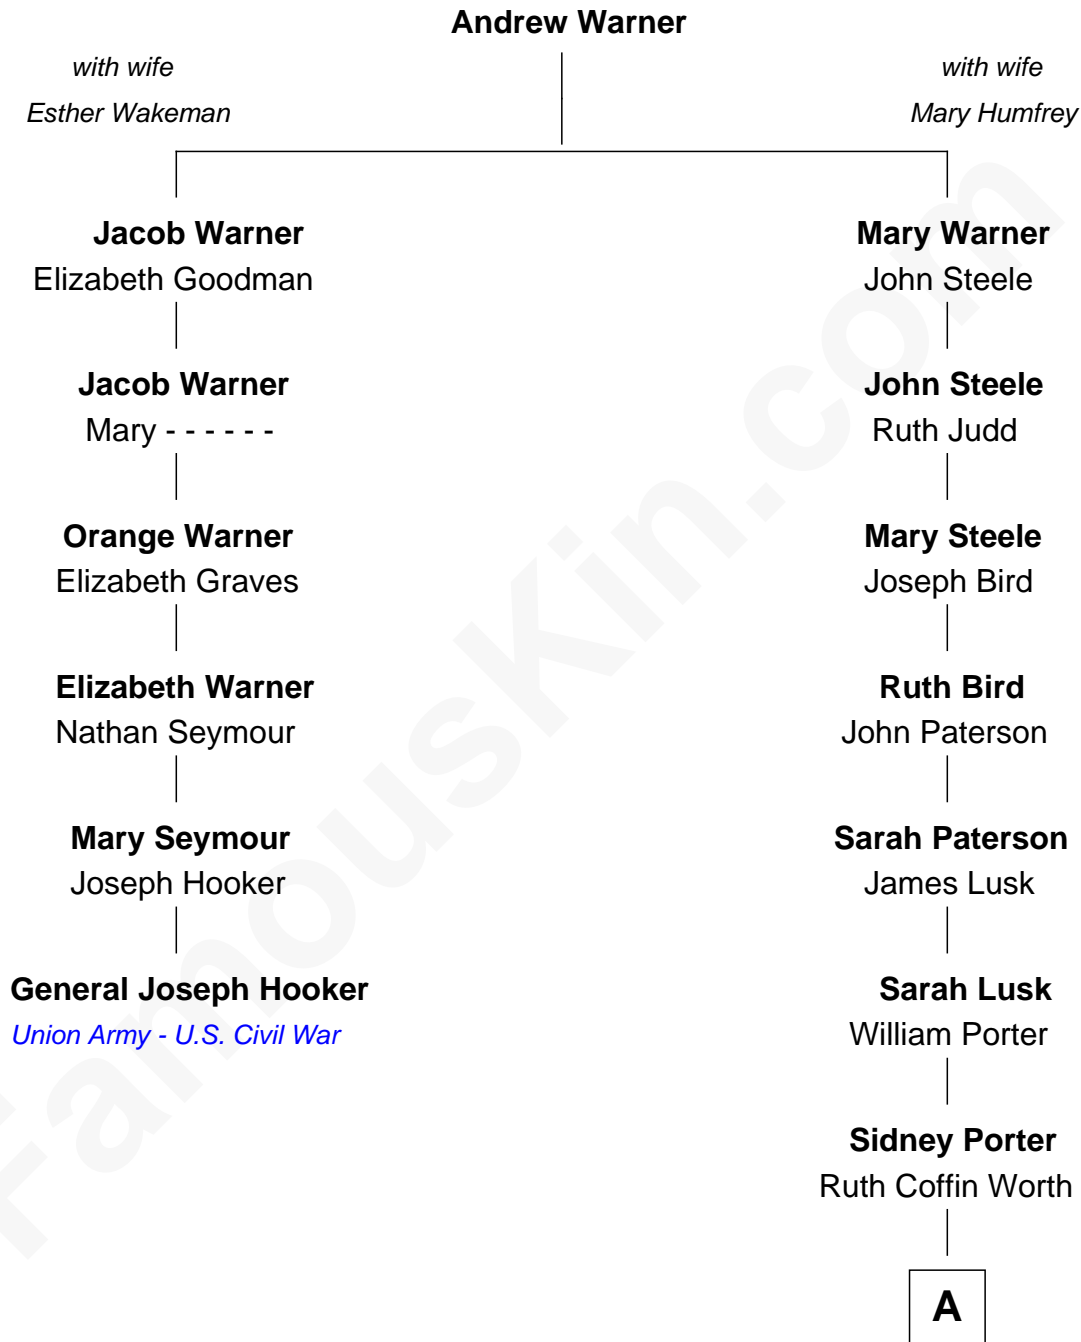 Andrew Warner
with wife
Esther Wakeman
with wife
Mary Humfrey
Jacob Warner
Elizabeth Goodman
Jacob Warner
Mary - - - - - -
Orange Warner
Elizabeth Graves
Elizabeth Warner
Nathan Seymour
Mary Seymour
Joseph Hooker
General Joseph Hooker
Union Army - U.S. Civil War
Mary Warner
John Steele
John Steele
Ruth Judd
Mary Steele
Joseph Bird
Ruth Bird
John Paterson
Sarah Paterson
James Lusk
Sarah Lusk
William Porter
Sidney Porter
Ruth Coffin Worth
A
FamousKin.com